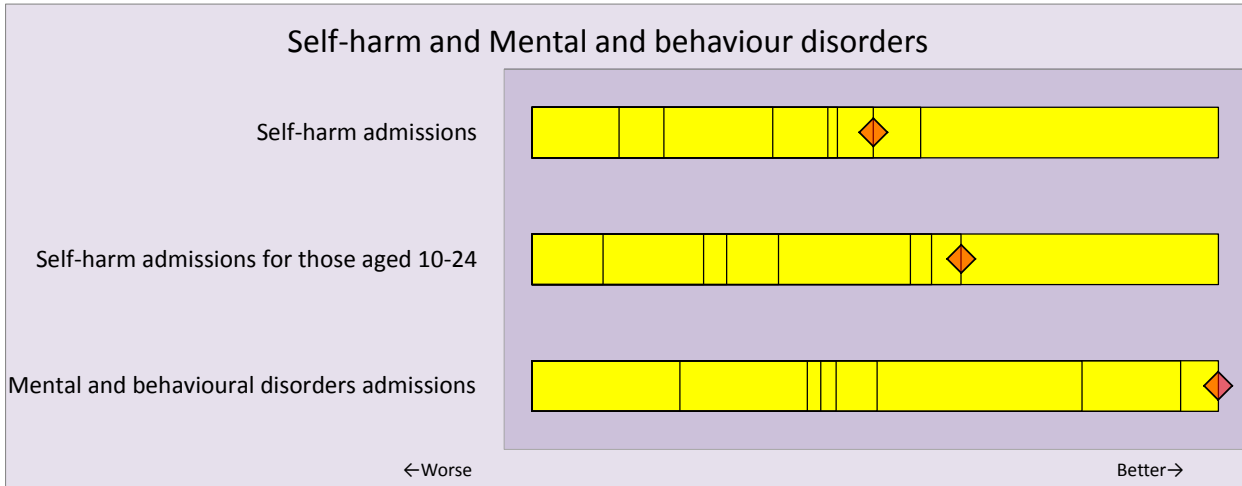 Self-harm and Mental and behaviour disorders
Self-harm admissions
Self-harm admissions for those aged 10-24
Mental and behavioural disorders admissions
←Worse
Better→